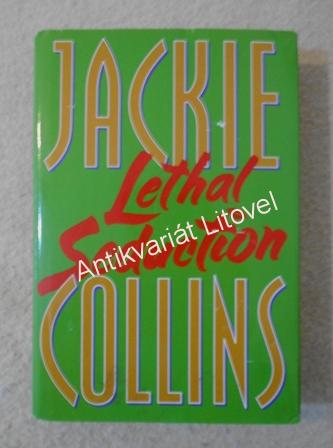 JACKIE
Lethal
Seduction
Antikvariát Litovel
COLLINS